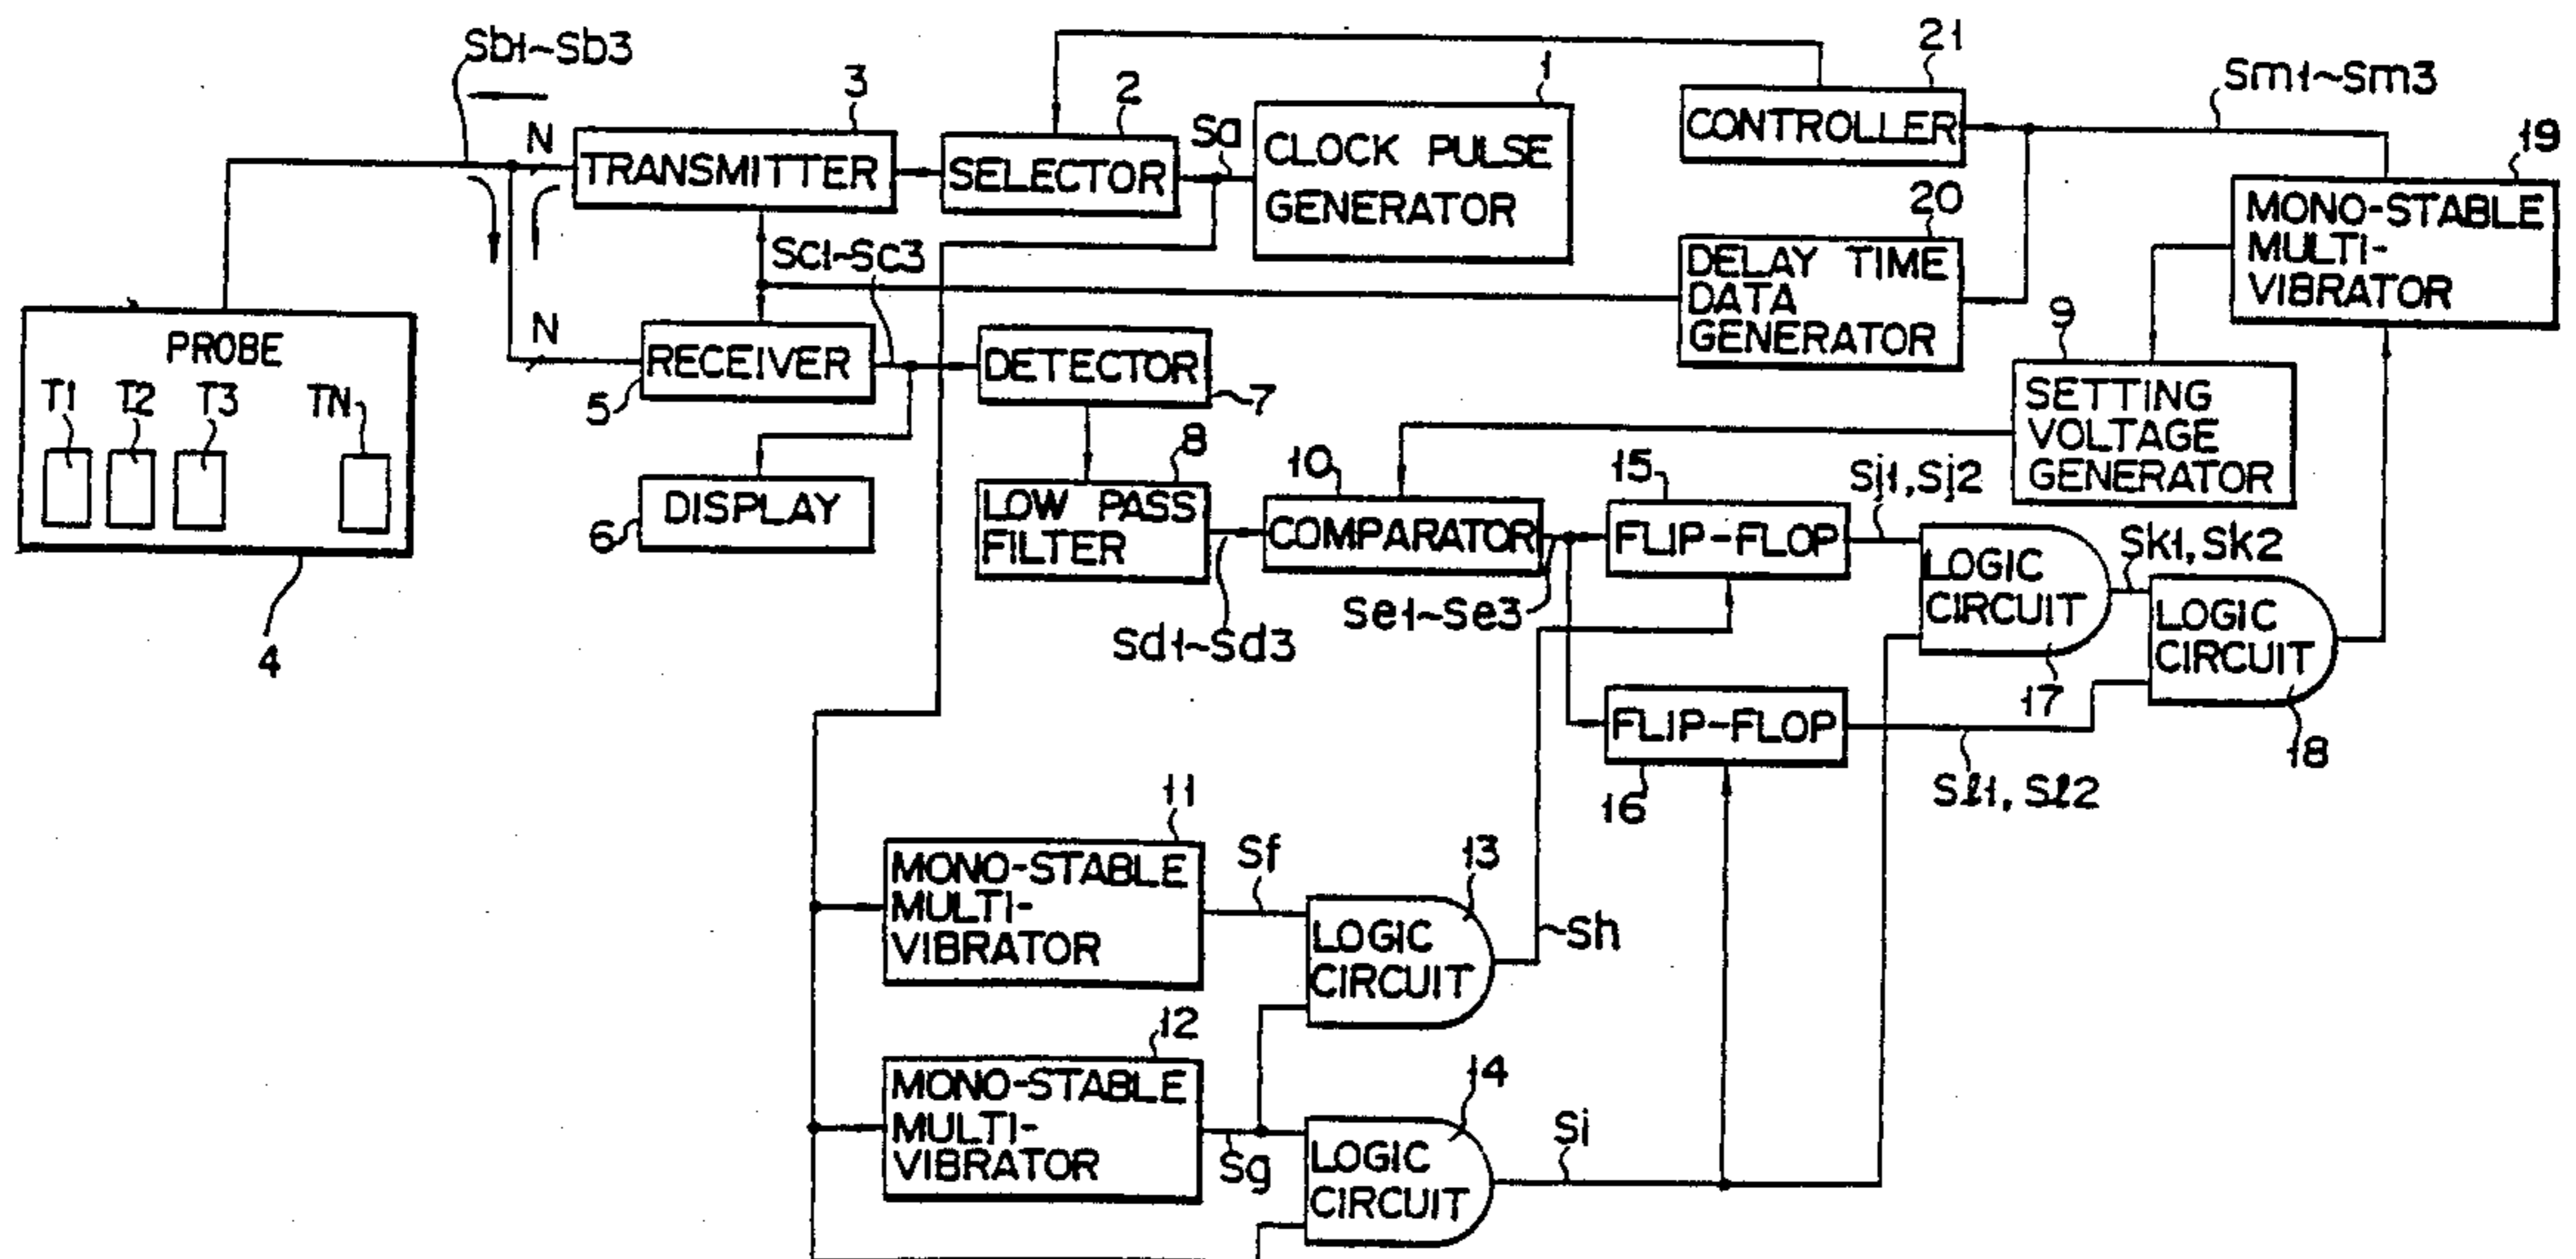 Sb1~Sb3
N
3
TRANSMITTER
2
SELECTOR
Sa
1
CLOCK PULSE
GENERATOR
21
CONTROLLER
Sm1~Sm3
19
MONO-STABLE
MULTI-
VIBRATOR
20
DELAY TIME
DATA
GENERATOR
Sc1~Sc3
N
RECEIVER
5
DETECTOR
7
9
SETTING
VOLTAGE
GENERATOR
PROBE
T1
T2
T3
TN
4
DISPLAY
6
8
LOW PASS
FILTER
Sd1~Sd3
10
COMPARATOR
Se1~Se3
15
FLIP-FLOP
Sj1,Sj2
LOGIC
CIRCUIT
17
Sk1,Sk2
LOGIC
CIRCUIT
18
FLIP-FLOP
16
Sℓ1,Sℓ2
11
MONO-STABLE
MULTI-
VIBRATOR
Sf
13
LOGIC
CIRCUIT
Sh
12
MONO-STABLE
MULTI-
VIBRATOR
Sg
14
LOGIC
CIRCUIT
Si